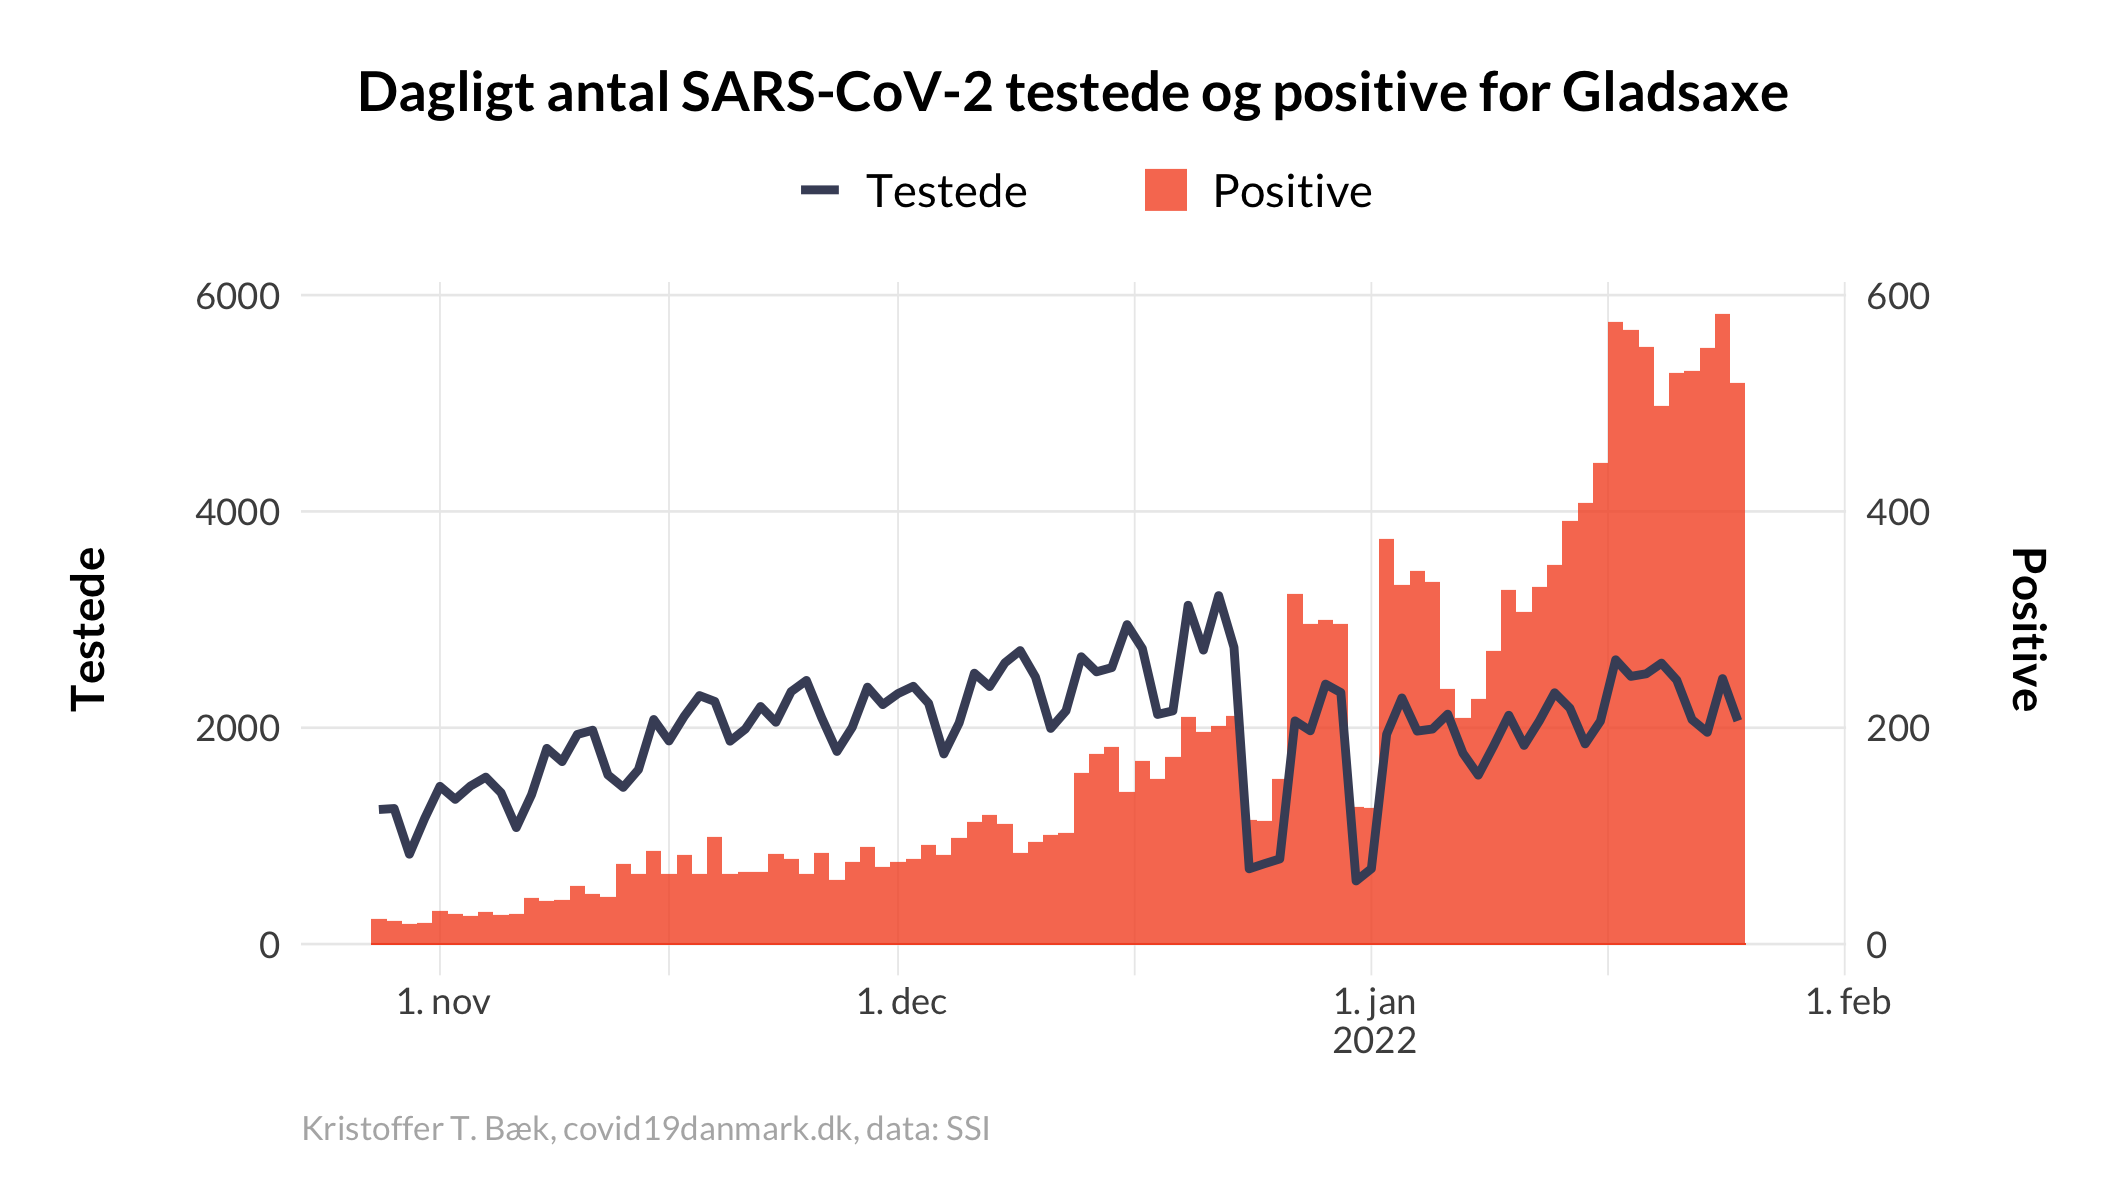 Dagligt antal SARS-CoV-2 testede og positive for Gladsaxe
Testede
Positive
6000
4000
2000
0
600
400
200
0
Testede
Positive
1. nov
1. dec
1. jan
2022
1. feb
Kristoffer T. Bæk, covid19danmark.dk, data: SSI